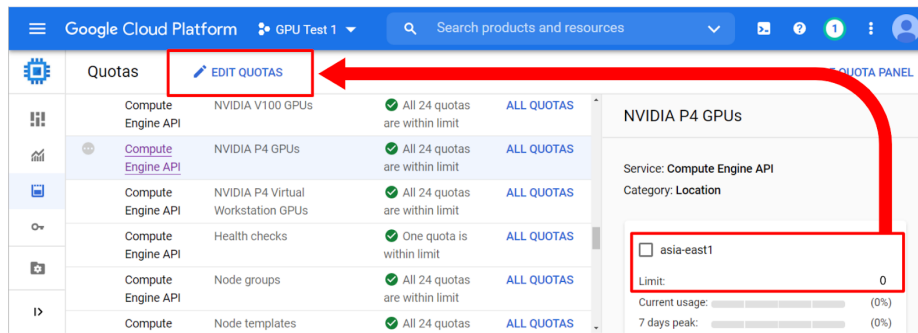 Google Cloud Platform GPU Test 1 Search products and resources 1
Quotas EDIT QUOTAS QUOTA PANEL
Compute NVIDIA V100 GPUs All 24 quotas ALL QUOTAS
Engine API are within limit
Compute NVIDIA P4 GPUs All 24 quotas ALL QUOTAS
Engine API are within limit
Compute NVIDIA P4 Virtual All 24 quotas ALL QUOTAS
Engine API Workstation GPUs are within limit
Compute Health checks One quota is ALL QUOTAS
Engine API within limit
Compute Node groups All 24 quotas ALL QUOTAS
Engine API are within limit
Compute Node templates All 24 quotas ALL QUOTAS
NVIDIA P4 GPUs
Service: Compute Engine API
Category: Location
asia-east1
Limit: 0
Current usage: (0%)
7 days peak: (0%)